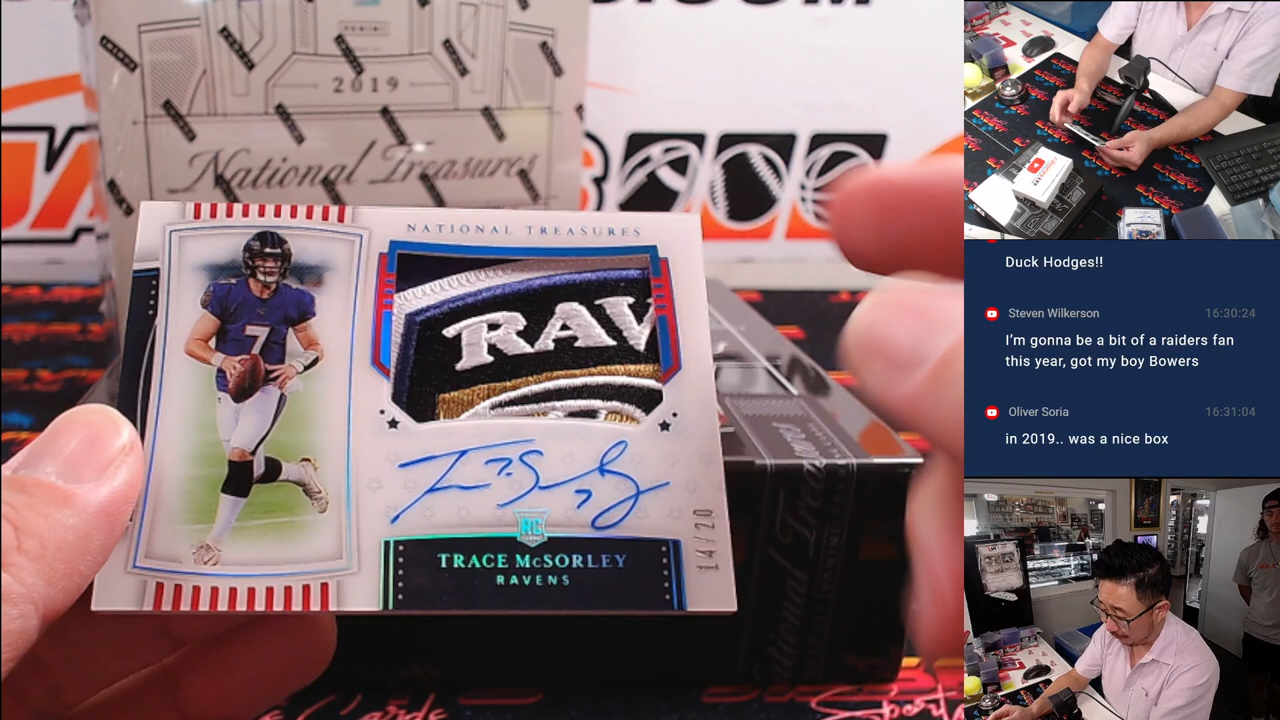 PANINI
2019
National Treasures
NATIONAL TREASURES
RAV
7
RC
TRACE McSORLEY
RAVENS
14/20
Duck Hodges!!
Steven Wilkerson 16:30:24
I'm gonna be a bit of a raiders fan
this year, got my boy Bowers
Oliver Soria 16:31:04
in 2019.. was a nice box